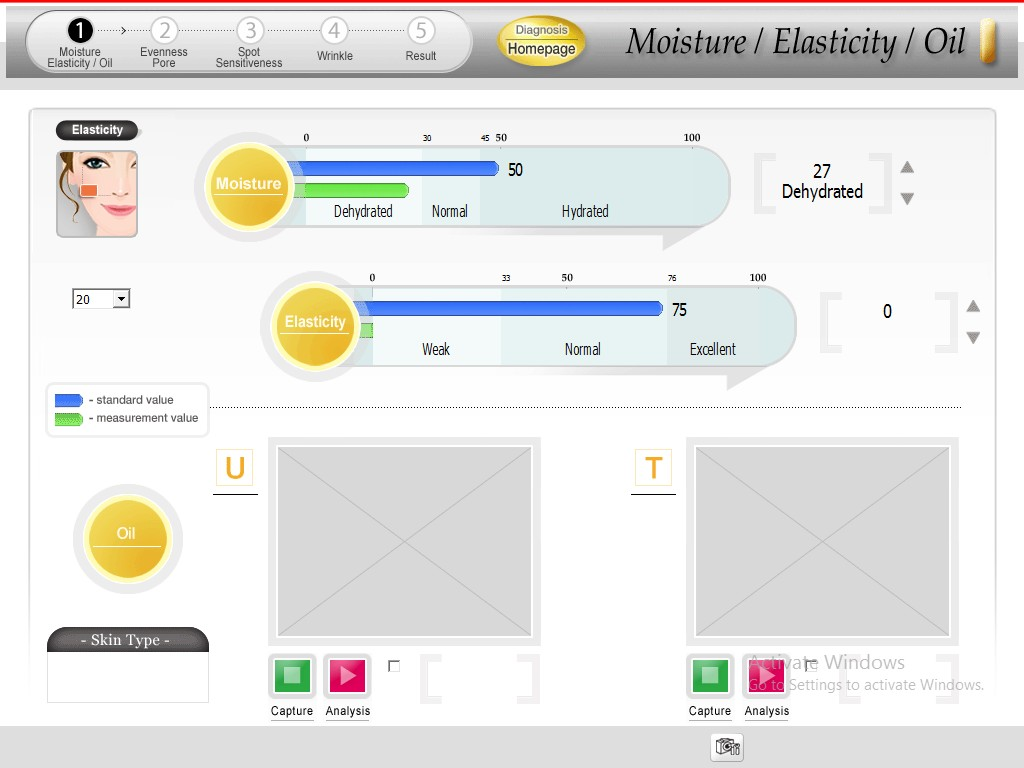 1 2 3 4 5
Moisture
Elasticity / Oil
Evenness
Pore
Spot
Sensitiveness
Wrinkle
Result
Diagnosis
Homepage
Moisture / Elasticity / Oil
Elasticity
0 30 45 50 100
Moisture
50
Dehydrated Normal Hydrated
27
Dehydrated
20
0 33 50 76 100
Elasticity
75
Weak Normal Excellent
0
- standard value
- measurement value
U
T
Oil
- Skin Type -
Capture Analysis
Capture Analysis
Activate Windows
Go to Settings to activate Windows.